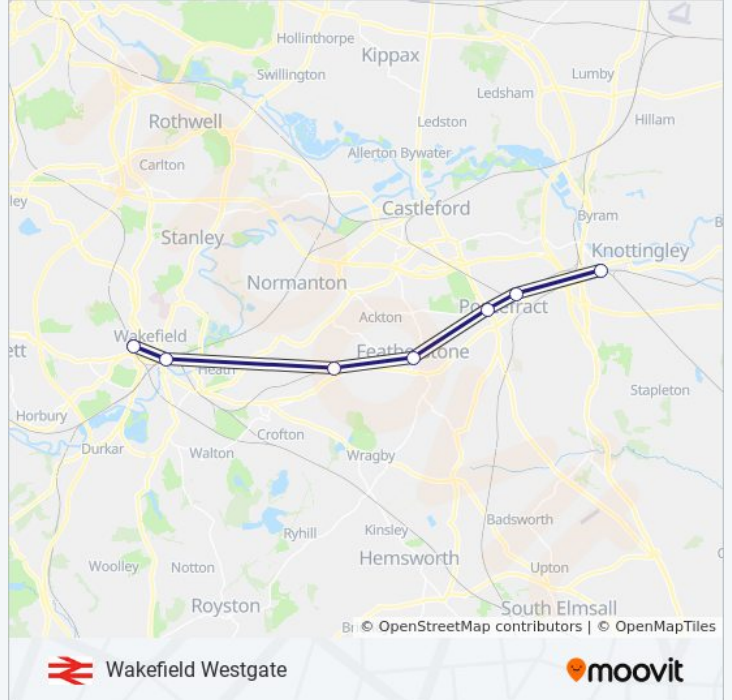 Hollinthorpe
Kippax
Swillington
Lumby
Ledsham
Rothwell
Ledston
Hillam
Carlton
Allerton Bywater
ley
Castleford
Byram
Stanley
B
Knottingley
Normanton
Ackton
Wakefield
Featherstone
ett
Heath
Stapleton
Horbury
Crofton
Durkar
Walton
Wragby
Badsworth
Ryhill
Kinsley
Hemsworth
Woolley
Notton
Upton
Royston
South Elmsall
© OpenStreetMap contributors | © OpenMapTiles
Wakefield Westgate
moovit